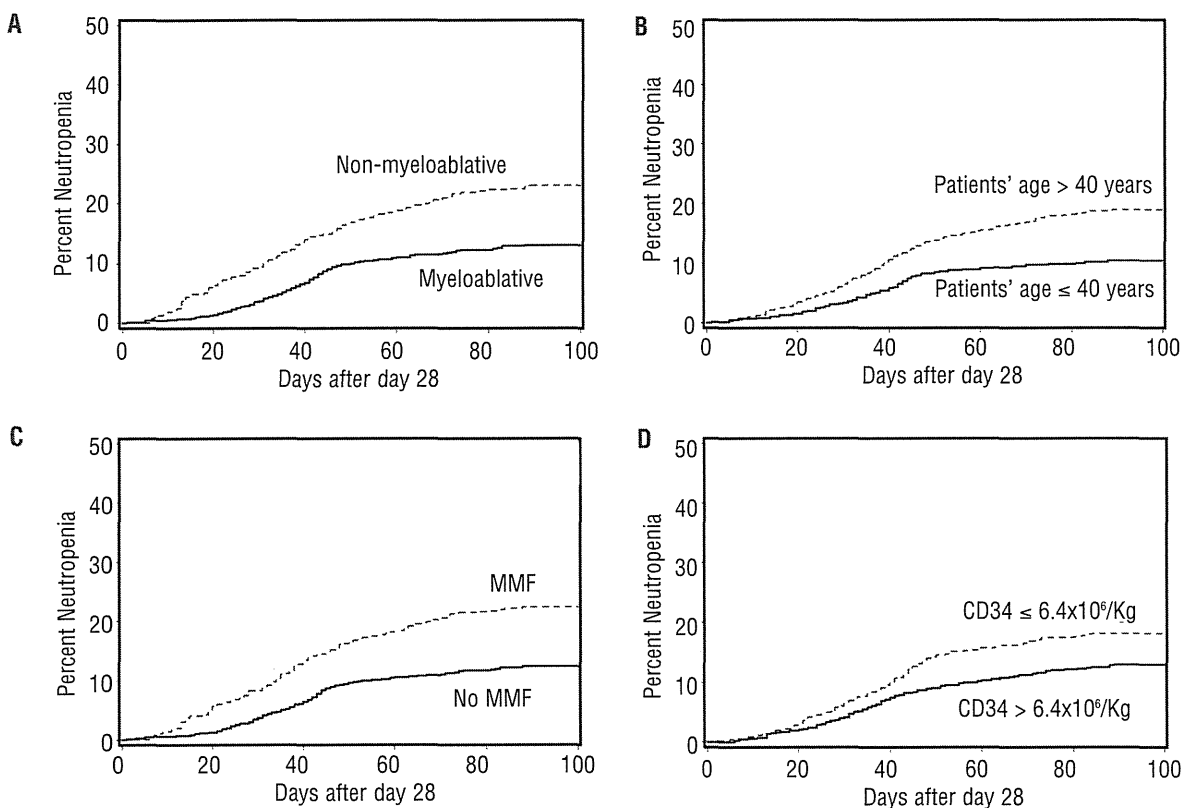 A
Percent Neutropenia
50
40
30
20
10
0
Non-myeloablative
Myeloablative
0 20 40 60 80 100
Days after day 28
B
Percent Neutropenia
50
40
30
20
10
0
Patients' age > 40 years
Patients' age ≤ 40 years
0 20 40 60 80 100
Days after day 28
C
Percent Neutropenia
50
40
30
20
10
0
MMF
No MMF
0 20 40 60 80 100
Days after day 28
D
Percent Neutropenia
50
40
30
20
10
0
CD34 ≤ 6.4x10⁶/Kg
CD34 > 6.4x10⁶/Kg
0 20 40 60 80 100
Days after day 28